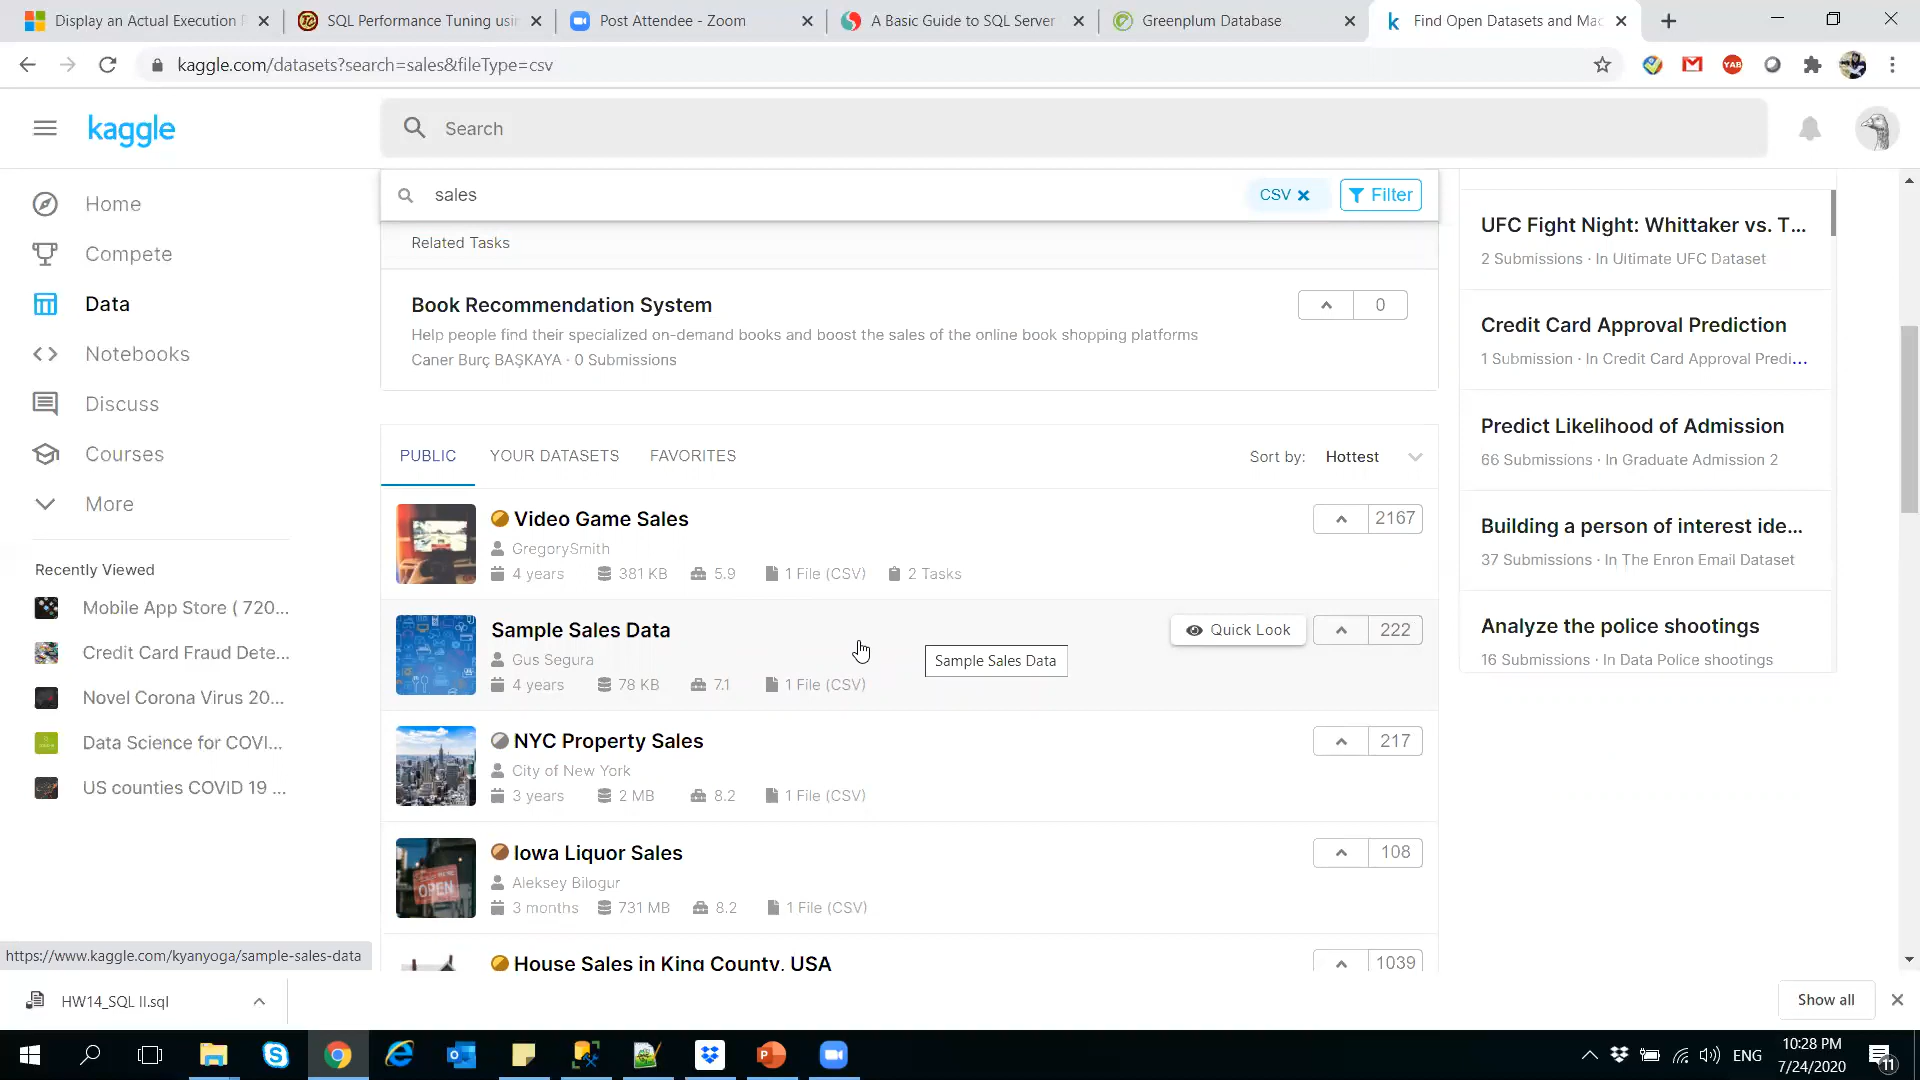 Display an Actual Execution
SQL Performance Tuning usin
Post Attendee - Zoom
A Basic Guide to SQL Server
Greenplum Database
Find Open Datasets and Mac
kaggle.com/datasets?search=sales&fileType=csv
YAB
kaggle
Search
Home
Compete
Data
Notebooks
Discuss
Courses
More
Recently Viewed
Mobile App Store ( 720...
Credit Card Fraud Dete...
Novel Corona Virus 20...
Data Science for COVI...
US counties COVID 19 ...
sales
CSV
Filter
Related Tasks
Book Recommendation System
0
Help people find their specialized on-demand books and boost the sales of the online book shopping platforms
Caner Burç BAŞKAYA · 0 Submissions
PUBLIC
YOUR DATASETS
FAVORITES
Sort by: Hottest
Video Game Sales
2167
GregorySmith
4 years 381 KB 5.9 1 File (CSV) 2 Tasks
Sample Sales Data
Quick Look
222
Gus Segura
Sample Sales Data
4 years 78 KB 7.1 1 File (CSV)
NYC Property Sales
217
City of New York
3 years 2 MB 8.2 1 File (CSV)
OPEN
Iowa Liquor Sales
108
Aleksey Bilogur
3 months 731 MB 8.2 1 File (CSV)
House Sales in King County, USA
1039
UFC Fight Night: Whittaker vs. T...
2 Submissions · In Ultimate UFC Dataset
Credit Card Approval Prediction
1 Submission · In Credit Card Approval Predi...
Predict Likelihood of Admission
66 Submissions · In Graduate Admission 2
Building a person of interest ide...
37 Submissions · In The Enron Email Dataset
Analyze the police shootings
16 Submissions · In Data Police shootings
https://www.kaggle.com/kyanyoga/sample-sales-data
HW14_SQL II.sql
Show all
ENG
10:28 PM
7/24/2020
11